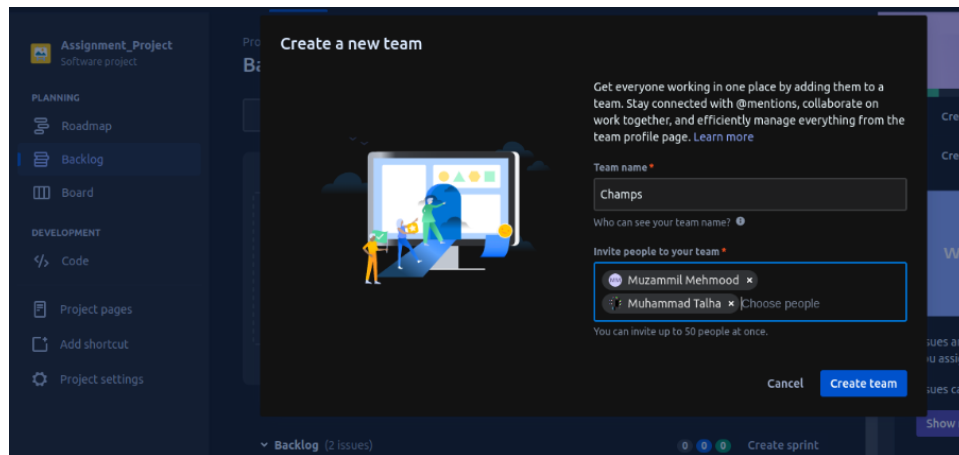 Assignment_Project
Software project
PLANNING
Roadmap
Backlog
Board
DEVELOPMENT
Code
Project pages
Add shortcut
Project settings
Create a new team
Get everyone working in one place by adding them to a
team. Stay connected with @mentions, collaborate on
work together, and efficiently manage everything from the
team profile page. Learn more
Team name *
Champs
Who can see your team name?
Invite people to your team *
Muzammil Mehmood ×
Muhammad Talha × Choose people
You can invite up to 50 people at once.
Cancel Create team
Backlog (2 issues) 0 0 0 Create sprint
Show